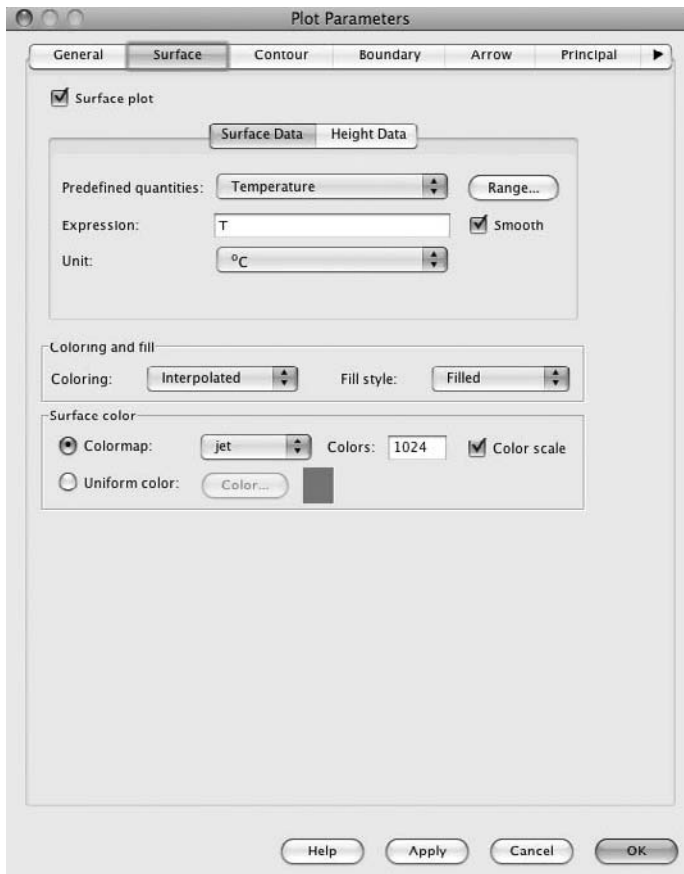 Plot Parameters
General Surface Contour Boundary Arrow Principal
Surface plot
Surface Data Height Data
Predefined quantities: Temperature Range...
Expression: T Smooth
Unit: °C
Coloring and fill
Coloring: Interpolated Fill style: Filled
Surface color
Colormap: jet Colors: 1024 Color scale
Uniform color: Color...
Help Apply Cancel OK